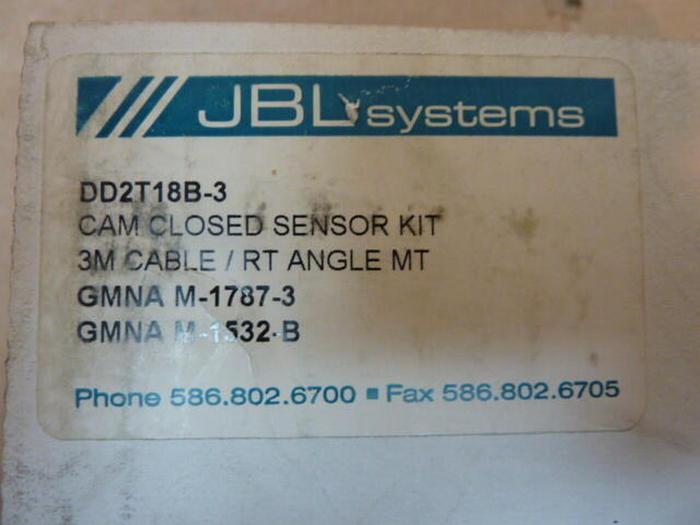 JBL systems
DD2T18B-3
CAM CLOSED SENSOR KIT
3M CABLE / RT ANGLE MT
GMNA M-1787-3
GMNA M-1532-B
Phone 586.802.6700 ▪ Fax 586.802.6705